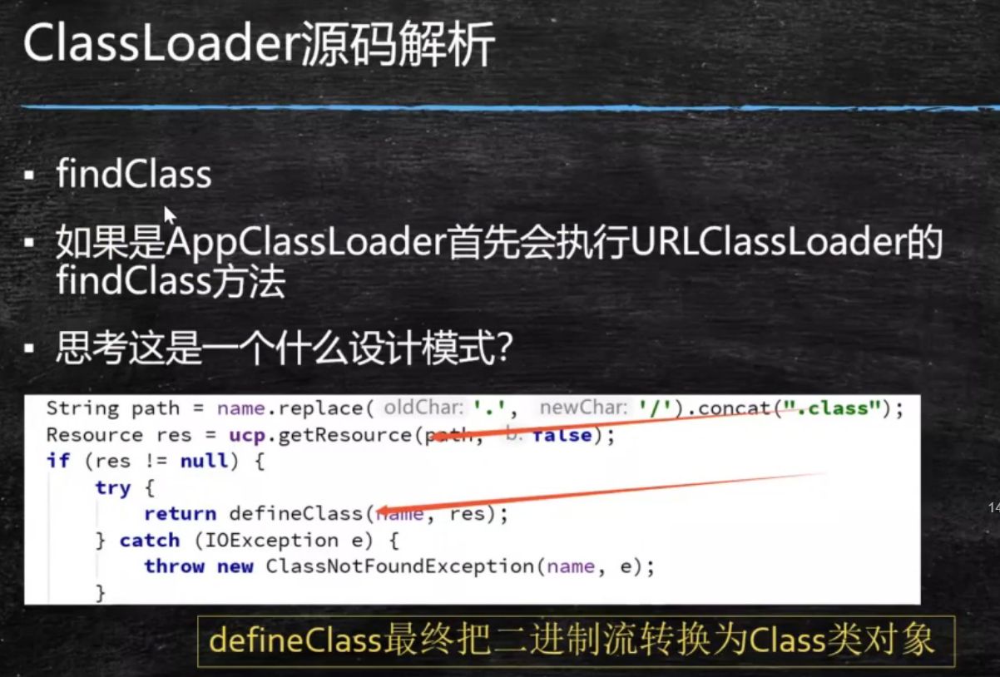 ClassLoader源码解析
▪ findClass
▪ 如果是AppClassLoader首先会执行URLClassLoader的
findClass方法
▪ 思考这是一个什么设计模式?
String path = name.replace( oldChar: '.', newChar: '/').concat(".class");
Resource res = ucp.getResource(path, b: false);
if (res != null) {
try {
return defineClass(name, res);
} catch (IOException e) {
throw new ClassNotFoundException(name, e);
}
14
defineClass最终把二进制流转换为Class类对象